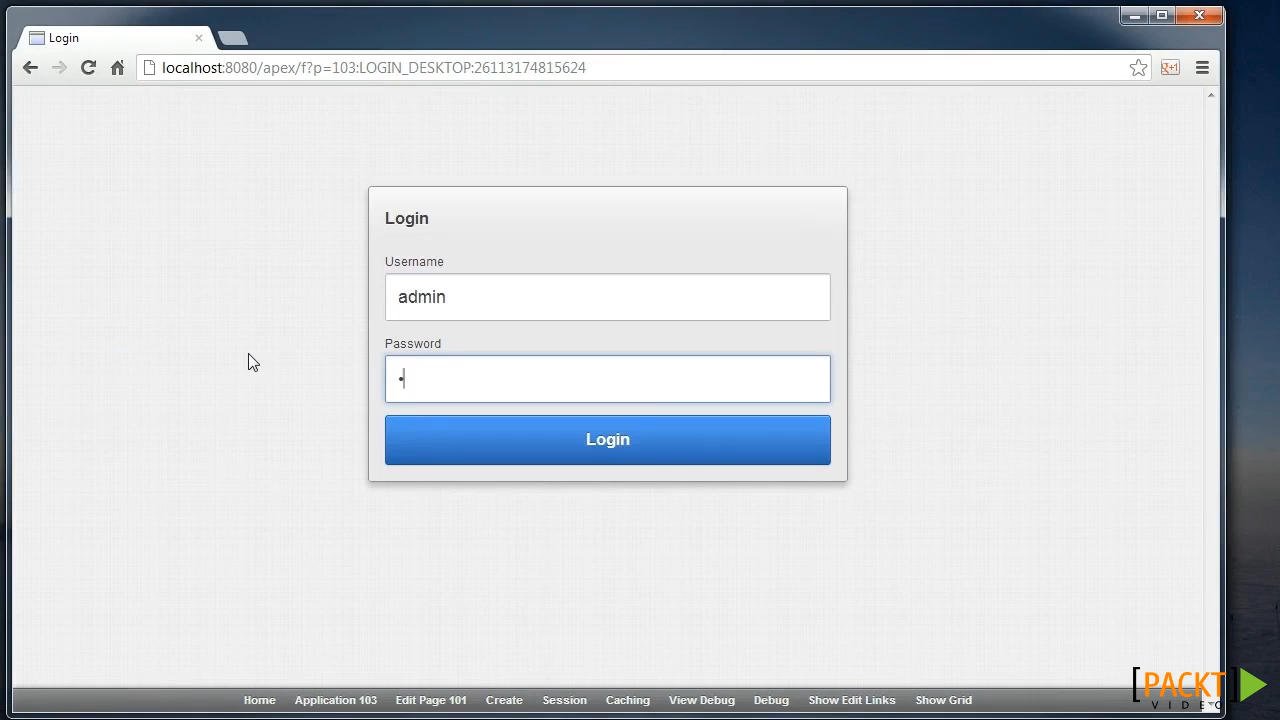 Login
localhost:8080/apex/f?p=103:LOGIN_DESKTOP:26113174815624
Login
Username
admin
Password
Login
Home Application 103 Edit Page 101 Create Session Caching View Debug Debug Show Edit Links Show Grid
[PACKT
VIDEO